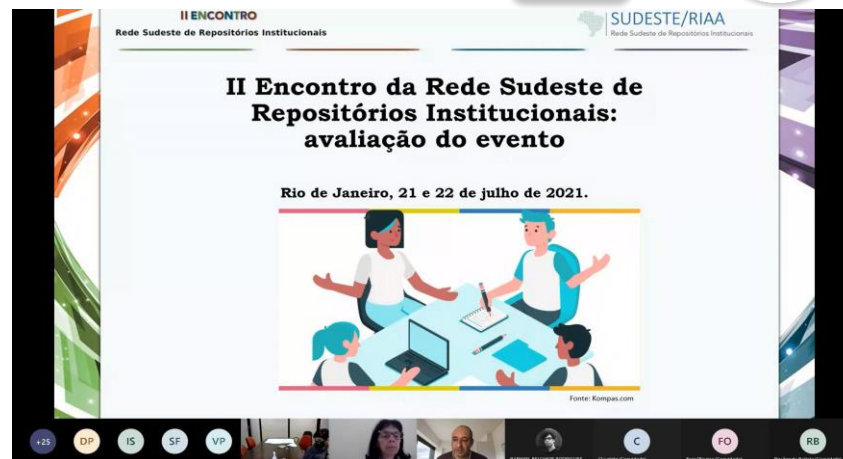 II ENCONTRO
Rede Sudeste de Repositórios Institucionais
SUDESTE/RIAA
Rede Sudeste de Repositórios Institucionais
II Encontro da Rede Sudeste de
Repositórios Institucionais:
avaliação do evento
Rio de Janeiro, 21 e 22 de julho de 2021.
Fonte: Kompas.com
+25
DP
IS
SF
VP
C
FO
RB